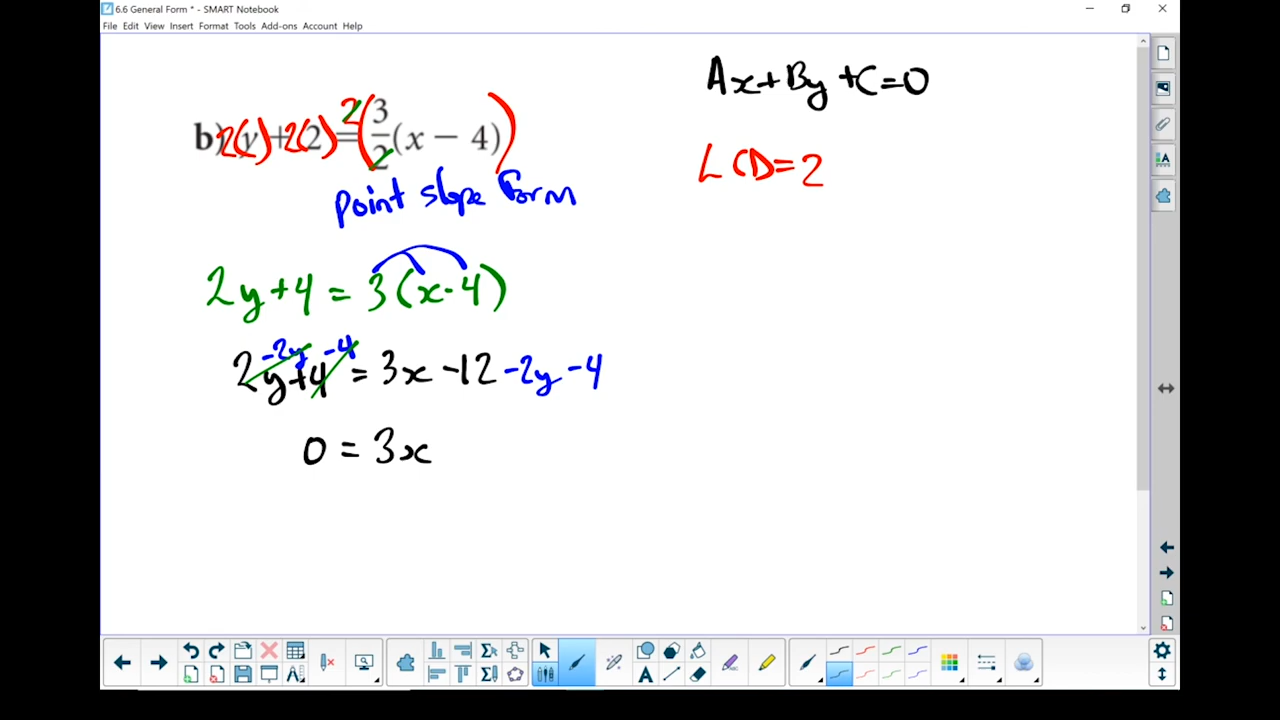 6.6 General Form * - SMART Notebook
File Edit View Insert Format Tools Add-ons Account Help
Ax+By+C=0
b) 2(y)+2(2)=2(3/2(x − 4))
LCD=2
Point slope Form
2y+4=3(x-4)
2y-2y+4-4=3x-12-2y-4
0=3x